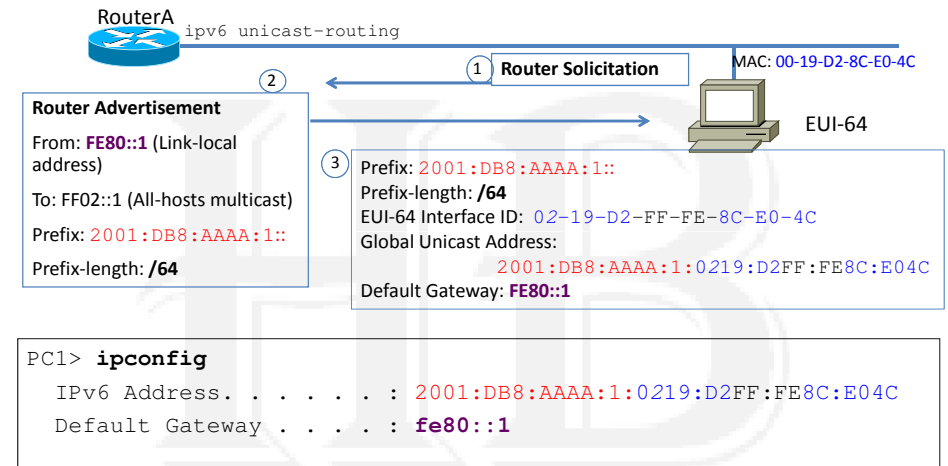 RouterA
ipv6 unicast-routing
1
Router Solicitation
MAC: 00-19-D2-8C-E0-4C
2
Router Advertisement
From: FE80::1 (Link-local
address)
To: FF02::1 (All-hosts multicast)
Prefix: 2001:DB8:AAAA:1::
Prefix-length: /64
EUI-64
3
Prefix: 2001:DB8:AAAA:1::
Prefix-length: /64
EUI-64 Interface ID: 02-19-D2-FF-FE-8C-E0-4C
Global Unicast Address:
2001:DB8:AAAA:1:0219:D2FF:FE8C:E04C
Default Gateway: FE80::1
PC1> ipconfig
IPv6 Address. . . . . . : 2001:DB8:AAAA:1:0219:D2FF:FE8C:E04C
Default Gateway . . . . : fe80::1